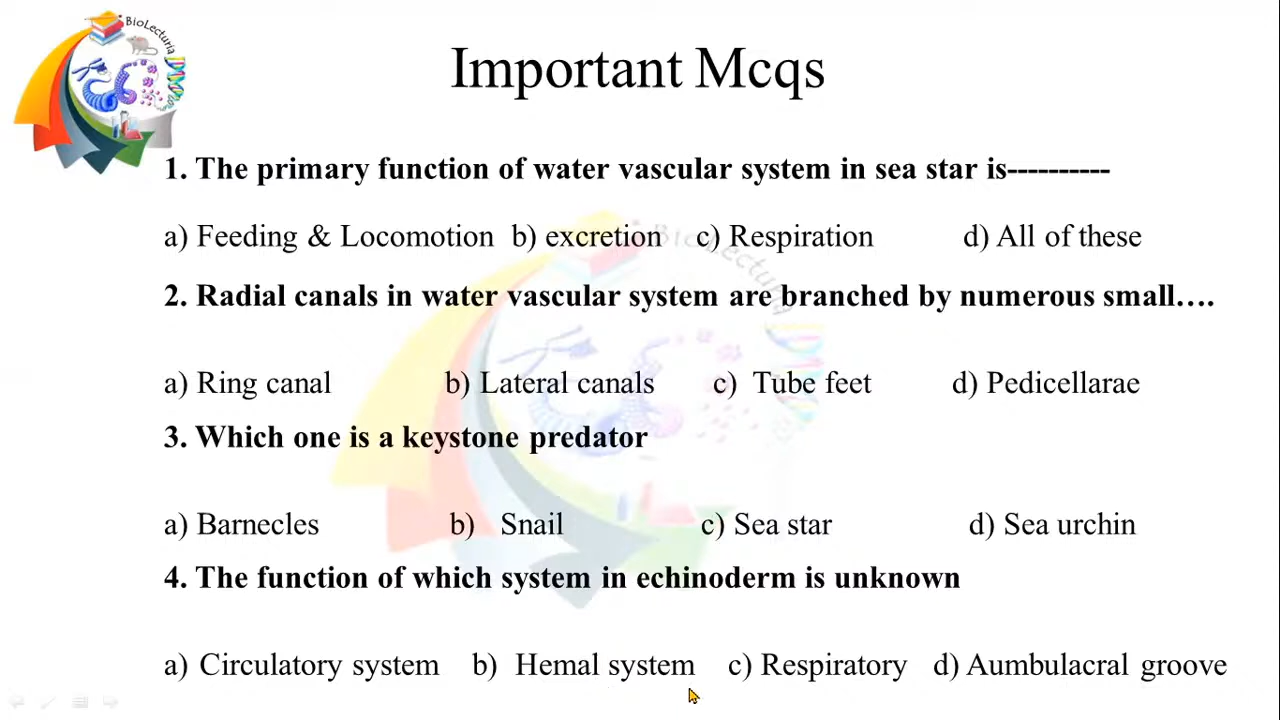 BioLecturia
Important Mcqs
1. The primary function of water vascular system in sea star is----------
a) Feeding & Locomotion b) excretion c) Respiration d) All of these
2. Radial canals in water vascular system are branched by numerous small….
a) Ring canal b) Lateral canals c) Tube feet d) Pedicellarae
3. Which one is a keystone predator
a) Barnecles b) Snail c) Sea star d) Sea urchin
4. The function of which system in echinoderm is unknown
a) Circulatory system b) Hemal system c) Respiratory d) Aumbulacral groove
BioLecturia